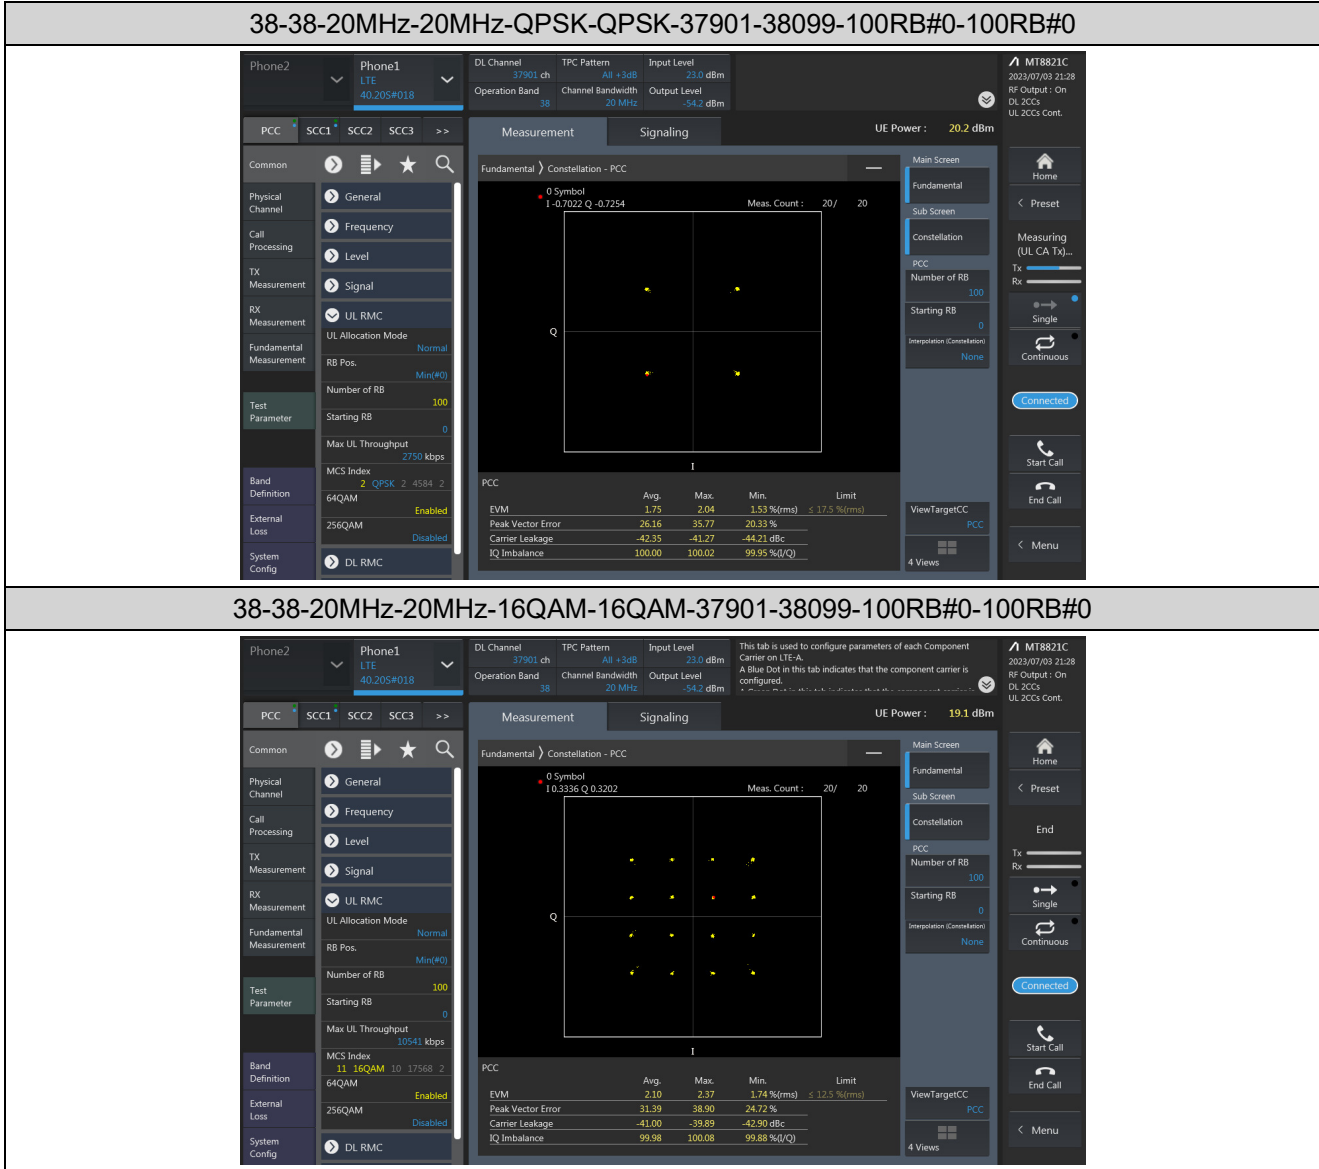 38-38-20MHz-20MHz-QPSK-QPSK-37901-38099-100RB#0-100RB#0
Phone2
Phone1
LTE
40.20S#018
DL Channel
37901 ch
TPC Pattern
All +3dB
Input Level
23.0 dBm
Operation Band
38
Channel Bandwidth
20 MHz
Output Level
-54.2 dBm
MT8821C
2023/07/03 21:28
RF Output : On
DL 2CCs
UL 2CCs Cont.
PCC SCC1 SCC2 SCC3 >>
Measurement
Signaling
UE Power : 20.2 dBm
Common
Physical
Channel
Call
Processing
TX
Measurement
RX
Measurement
Fundamental
Measurement
Test
Parameter
Band
Definition
External
Loss
System
Config
General
Frequency
Level
Signal
UL RMC
UL Allocation Mode
Normal
RB Pos.
Min(#0)
Number of RB
100
Starting RB
0
Max UL Throughput
2750 kbps
MCS Index
2 QPSK 2 4584 2
64QAM
Enabled
256QAM
Disabled
DL RMC
Fundamental Constellation - PCC
0 Symbol
I -0.7022 Q -0.7254
Meas. Count : 20/ 20
Q
I
PCC
Avg. Max. Min. Limit
EVM 1.75 2.04 1.53 %(rms) ≤ 17.5 %(rms)
Peak Vector Error 26.16 35.77 20.33 %
Carrier Leakage -42.35 -41.27 -44.21 dBc
IQ Imbalance 100.00 100.02 99.95 %(I/Q)
Main Screen
Fundamental
Sub Screen
Constellation
PCC
Number of RB
100
Starting RB
0
Interpolation (Constellation)
None
ViewTargetCC
PCC
4 Views
Home
< Preset
Measuring
(UL CA Tx)...
Tx
Rx
Single
Continuous
Connected
Start Call
End Call
< Menu
38-38-20MHz-20MHz-16QAM-16QAM-37901-38099-100RB#0-100RB#0
Phone2
Phone1
LTE
40.20S#018
DL Channel
37901 ch
TPC Pattern
All +3dB
Input Level
23.0 dBm
Operation Band
38
Channel Bandwidth
20 MHz
Output Level
-54.2 dBm
This tab is used to configure parameters of each Component
Carrier on LTE-A.
A Blue Dot in this tab indicates that the component carrier is
configured.
MT8821C
2023/07/03 21:28
RF Output : On
DL 2CCs
UL 2CCs Cont.
PCC SCC1 SCC2 SCC3 >>
Measurement
Signaling
UE Power : 19.1 dBm
Common
Physical
Channel
Call
Processing
TX
Measurement
RX
Measurement
Fundamental
Measurement
Test
Parameter
Band
Definition
External
Loss
System
Config
General
Frequency
Level
Signal
UL RMC
UL Allocation Mode
Normal
RB Pos.
Min(#0)
Number of RB
100
Starting RB
0
Max UL Throughput
10541 kbps
MCS Index
11 16QAM 10 17568 2
64QAM
Enabled
256QAM
Disabled
DL RMC
Fundamental Constellation - PCC
0 Symbol
I 0.3336 Q 0.3202
Meas. Count : 20/ 20
Q
I
PCC
Avg. Max. Min. Limit
EVM 2.10 2.37 1.74 %(rms) ≤ 12.5 %(rms)
Peak Vector Error 31.39 38.90 24.72 %
Carrier Leakage -41.00 -39.89 -42.90 dBc
IQ Imbalance 99.98 100.08 99.88 %(I/Q)
Main Screen
Fundamental
Sub Screen
Constellation
PCC
Number of RB
100
Starting RB
0
Interpolation (Constellation)
None
ViewTargetCC
PCC
4 Views
Home
< Preset
End
Tx
Rx
Single
Continuous
Connected
Start Call
End Call
< Menu